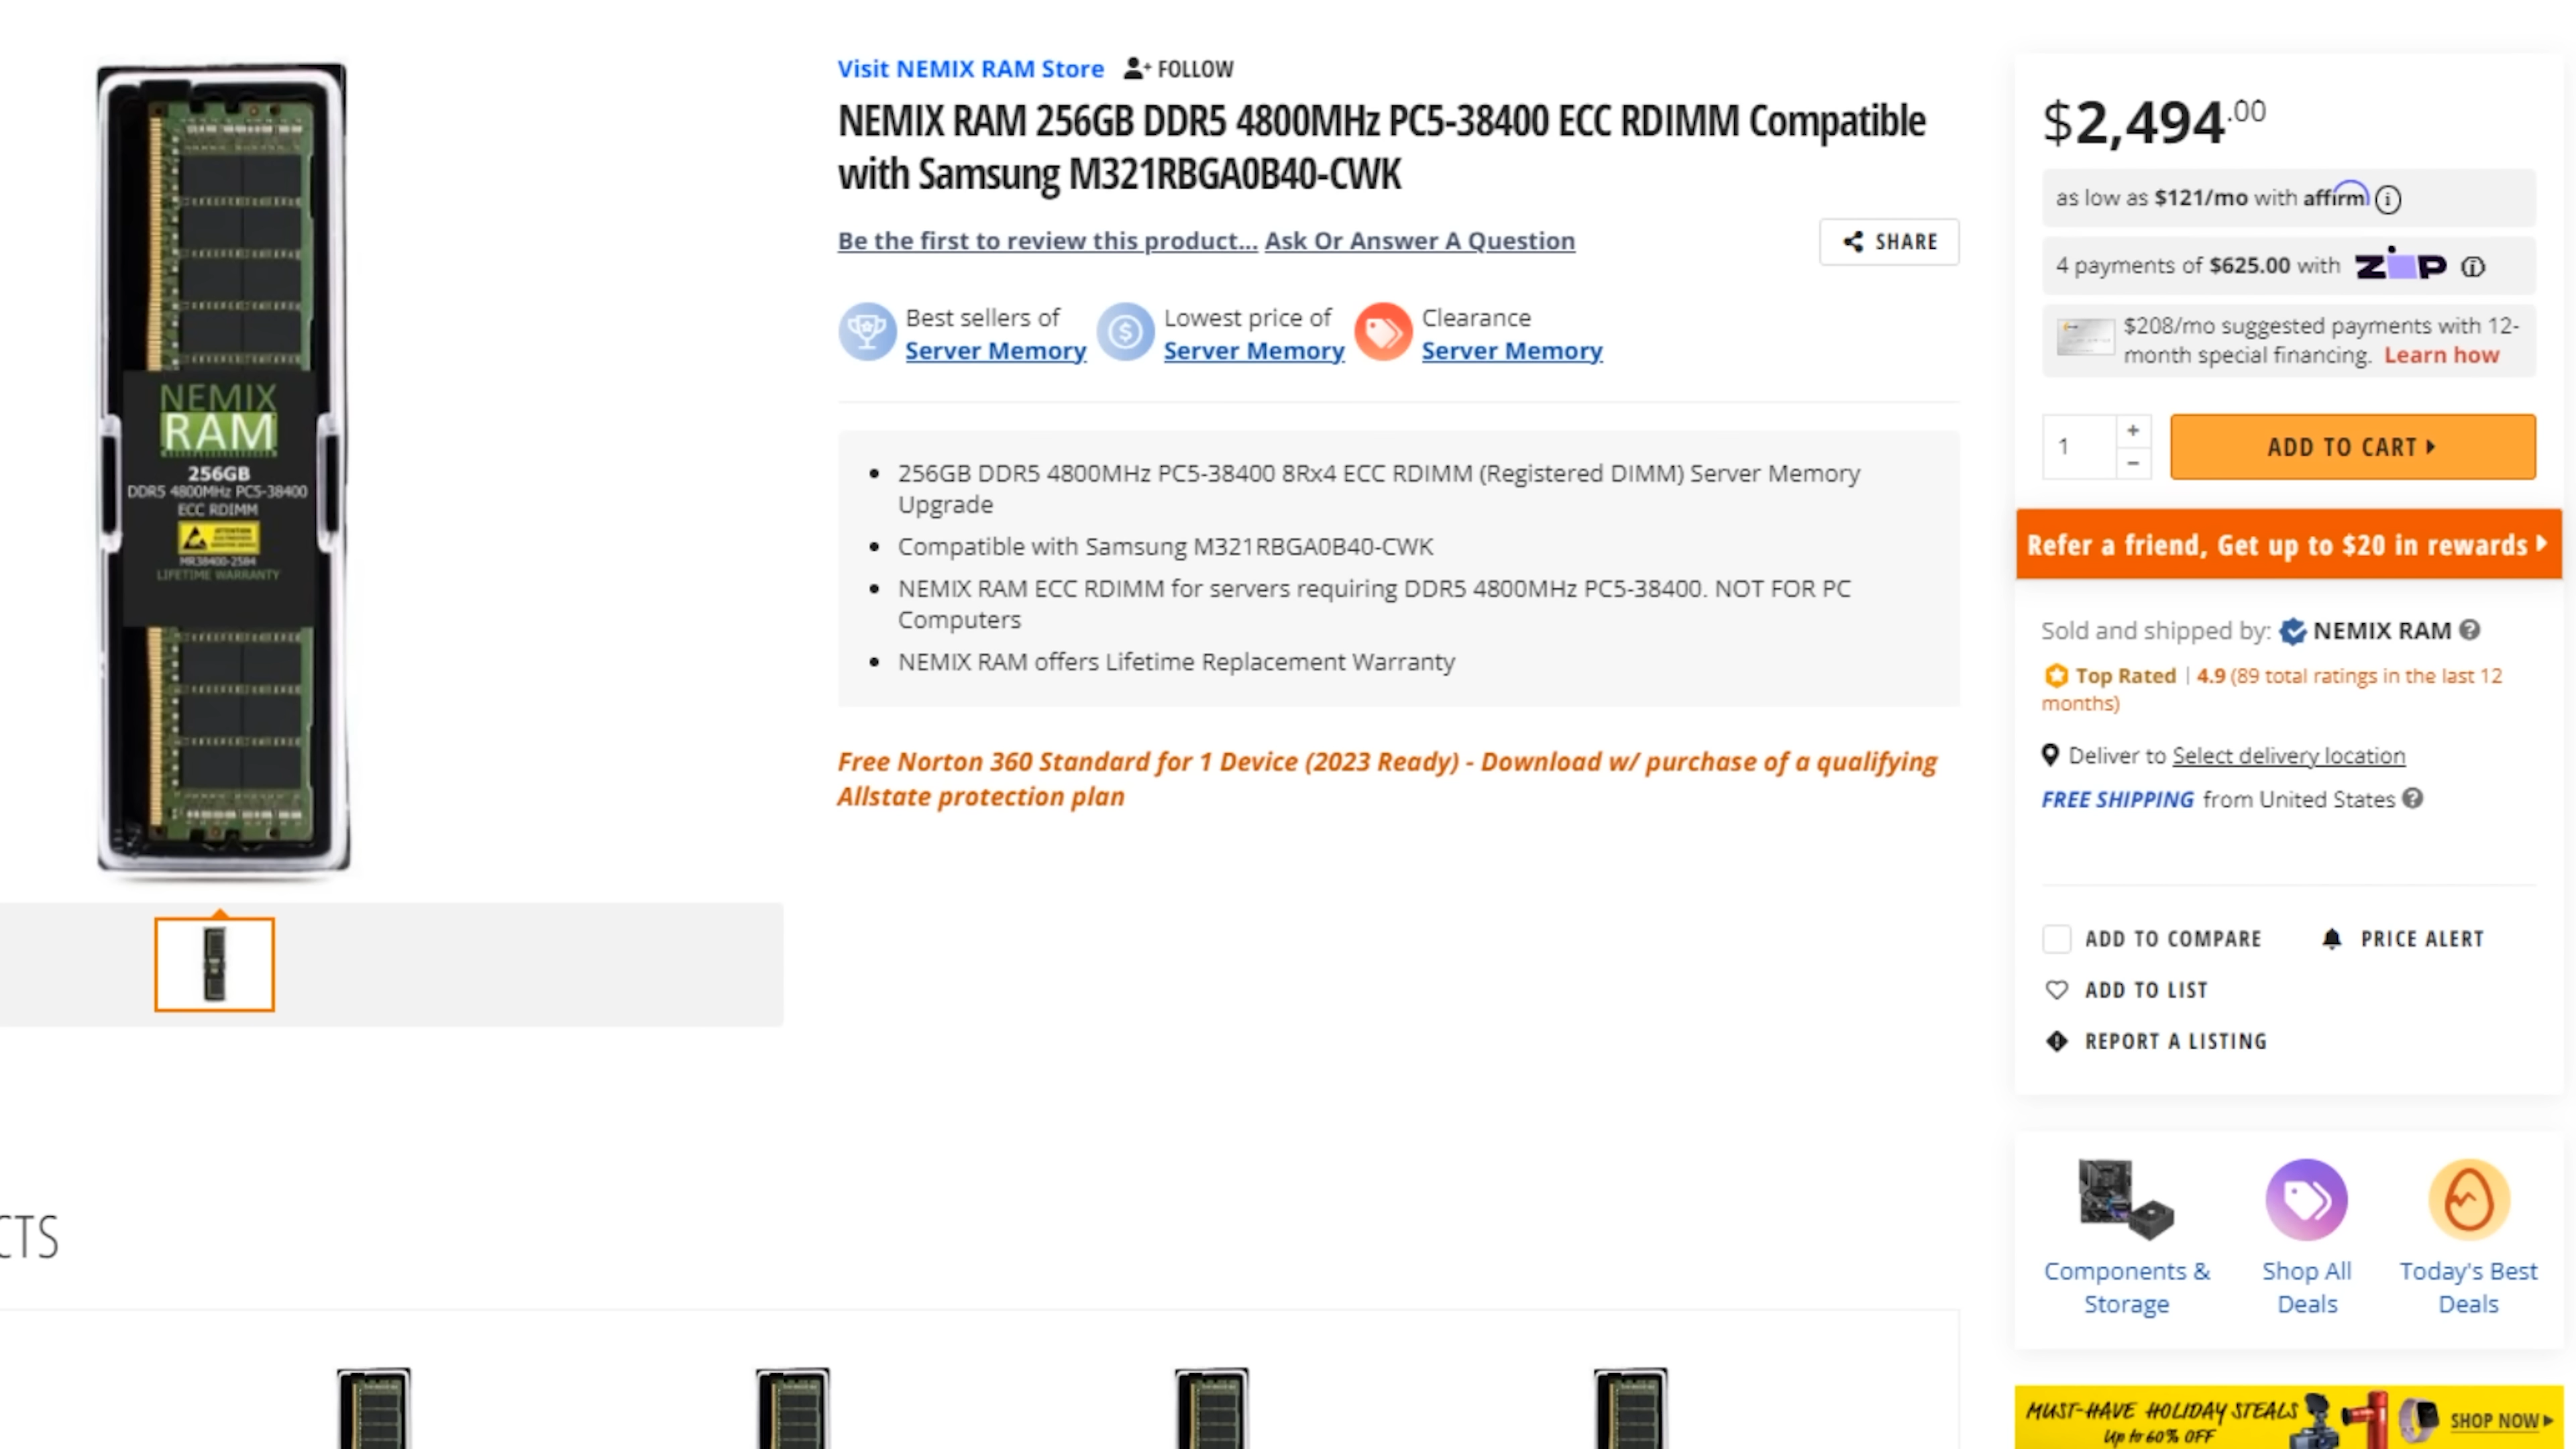 NEMIX
RAM
256GB
DDR5 4800MHz PC5-38400
ECC RDIMM
LIFETIME WARRANTY
Visit NEMIX RAM Store FOLLOW
NEMIX RAM 256GB DDR5 4800MHz PC5-38400 ECC RDIMM Compatible
with Samsung M321RBGA0B40-CWK
Be the first to review this product... Ask Or Answer A Question
SHARE
Best sellers of
Server Memory
Lowest price of
Server Memory
Clearance
Server Memory
• 256GB DDR5 4800MHz PC5-38400 8Rx4 ECC RDIMM (Registered DIMM) Server Memory
Upgrade
• Compatible with Samsung M321RBGA0B40-CWK
• NEMIX RAM ECC RDIMM for servers requiring DDR5 4800MHz PC5-38400. NOT FOR PC
Computers
• NEMIX RAM offers Lifetime Replacement Warranty
Free Norton 360 Standard for 1 Device (2023 Ready) - Download w/ purchase of a qualifying
Allstate protection plan
$2,494.00
as low as $121/mo with affirm
4 payments of $625.00 with ZIP
$208/mo suggested payments with 12-
month special financing. Learn how
1 + −
ADD TO CART
Refer a friend, Get up to $20 in rewards
Sold and shipped by: NEMIX RAM
Top Rated | 4.9 (89 total ratings in the last 12
months)
Deliver to Select delivery location
FREE SHIPPING from United States
ADD TO COMPARE
PRICE ALERT
ADD TO LIST
REPORT A LISTING
Components &
Storage
Shop All
Deals
Today's Best
Deals
MUST-HAVE HOLIDAY STEALS
Up to 60% OFF
SHOP NOW
CTS